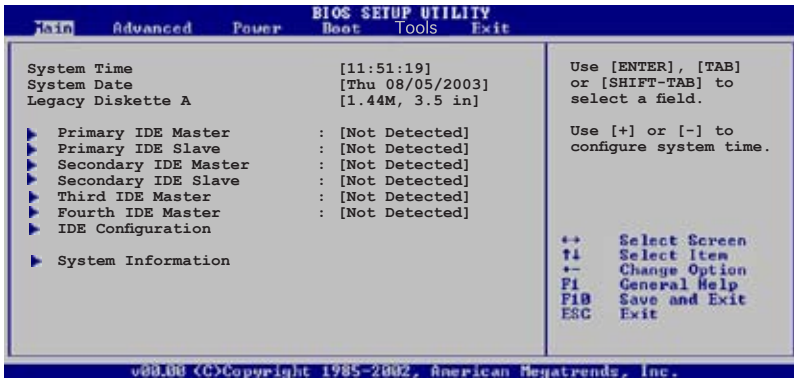 BIOS SETUP UTILITY
Main Advanced Power Boot Tools Exit
System Time [11:51:19]
System Date [Thu 08/05/2003]
Legacy Diskette A [1.44M, 3.5 in]
Primary IDE Master : [Not Detected]
Primary IDE Slave : [Not Detected]
Secondary IDE Master : [Not Detected]
Secondary IDE Slave : [Not Detected]
Third IDE Master : [Not Detected]
Fourth IDE Master : [Not Detected]
IDE Configuration
System Information
Use [ENTER], [TAB]
or [SHIFT-TAB] to
select a field.
Use [+] or [-] to
configure system time.
↔ Select Screen
↑↓ Select Item
+- Change Option
F1 General Help
F10 Save and Exit
ESC Exit
v00.00 (C)Copyright 1985-2002, American Megatrends, Inc.